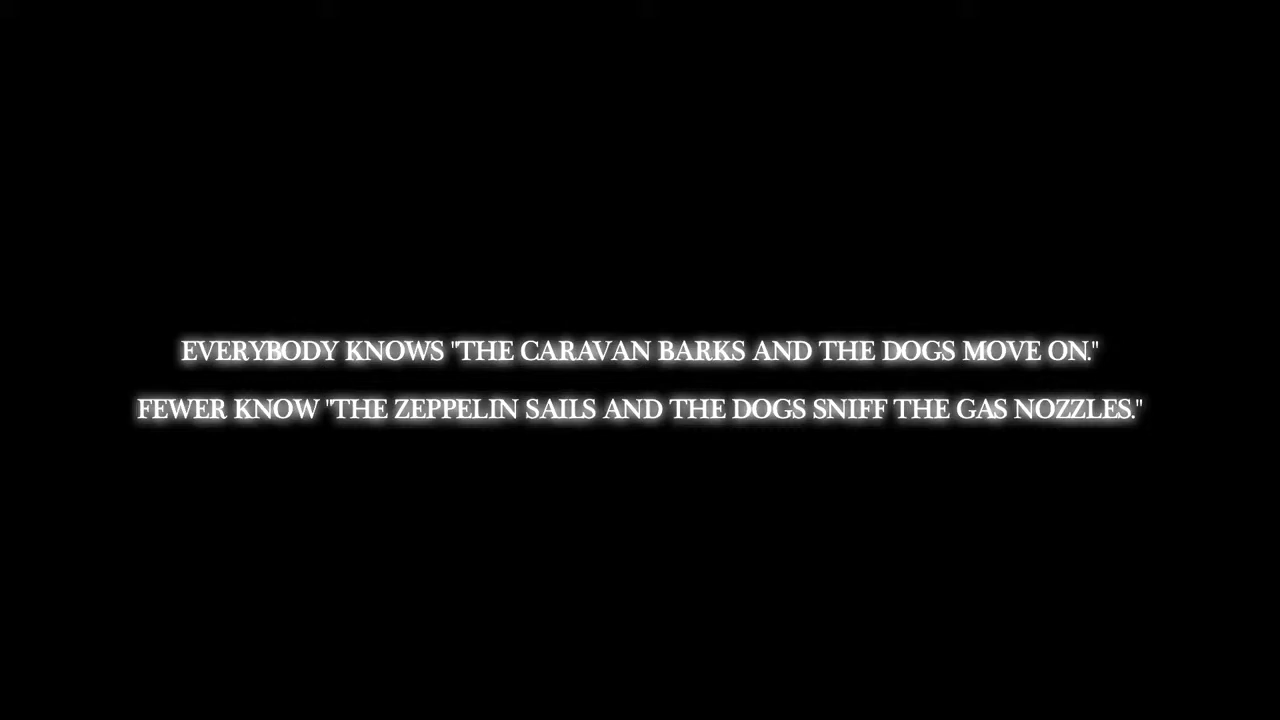 EVERYBODY KNOWS "THE CARAVAN BARKS AND THE DOGS MOVE ON."
FEWER KNOW "THE ZEPPELIN SAILS AND THE DOGS SNIFF THE GAS NOZZLES."